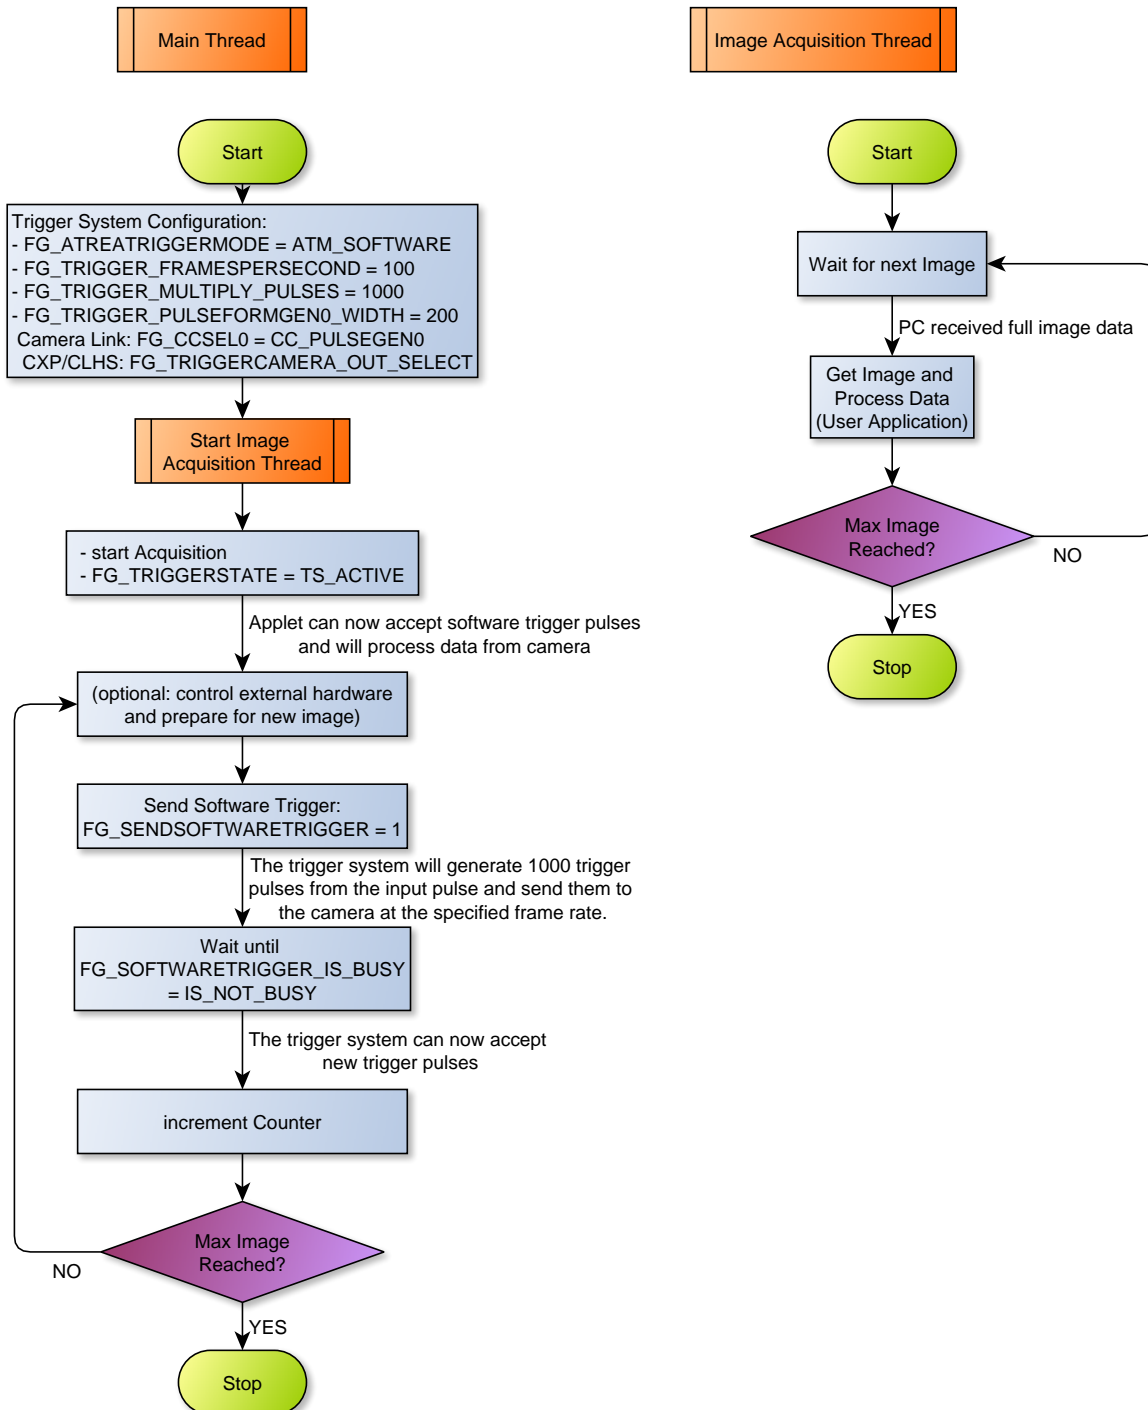 Main Thread
Start
Trigger System Configuration:
- FG_ATREATRIGGERMODE = ATM_SOFTWARE
- FG_TRIGGER_FRAMESPERSECOND = 100
- FG_TRIGGER_MULTIPLY_PULSES = 1000
- FG_TRIGGER_PULSEFORMGEN0_WIDTH = 200
Camera Link: FG_CCSEL0 = CC_PULSEGEN0
CXP/CLHS: FG_TRIGGERCAMERA_OUT_SELECT
Start Image
Acquisition Thread
- start Acquisition
- FG_TRIGGERSTATE = TS_ACTIVE
Applet can now accept software trigger pulses
and will process data from camera
(optional: control external hardware
and prepare for new image)
Send Software Trigger:
FG_SENDSOFTWARETRIGGER = 1
The trigger system will generate 1000 trigger
pulses from the input pulse and send them to
the camera at the specified frame rate.
Wait until
FG_SOFTWARETRIGGER_IS_BUSY
= IS_NOT_BUSY
The trigger system can now accept
new trigger pulses
increment Counter
Max Image
Reached?
NO
YES
Stop
Image Acquisition Thread
Start
Wait for next Image
PC received full image data
Get Image and
Process Data
(User Application)
Max Image
Reached?
NO
YES
Stop